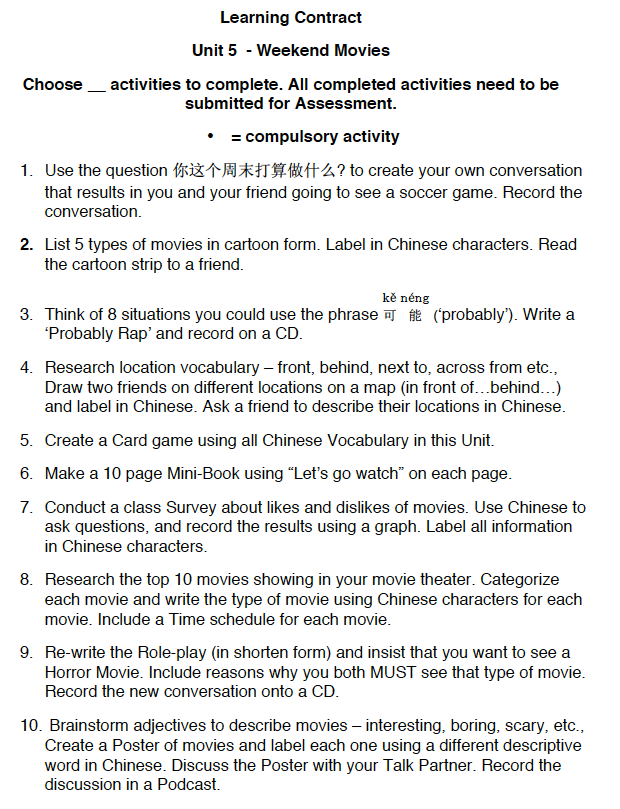 Learning Contract
Unit 5 - Weekend Movies
Choose __ activities to complete. All completed activities need to be
submitted for Assessment.
• = compulsory activity
1. Use the question 你这个周末打算做什么? to create your own conversation
that results in you and your friend going to see a soccer game. Record the
conversation.
2. List 5 types of movies in cartoon form. Label in Chinese characters. Read
the cartoon strip to a friend.
kě néng
3. Think of 8 situations you could use the phrase 可 能 (‘probably’). Write a
‘Probably Rap’ and record on a CD.
4. Research location vocabulary – front, behind, next to, across from etc.,
Draw two friends on different locations on a map (in front of…behind…)
and label in Chinese. Ask a friend to describe their locations in Chinese.
5. Create a Card game using all Chinese Vocabulary in this Unit.
6. Make a 10 page Mini-Book using “Let’s go watch” on each page.
7. Conduct a class Survey about likes and dislikes of movies. Use Chinese to
ask questions, and record the results using a graph. Label all information
in Chinese characters.
8. Research the top 10 movies showing in your movie theater. Categorize
each movie and write the type of movie using Chinese characters for each
movie. Include a Time schedule for each movie.
9. Re-write the Role-play (in shorten form) and insist that you want to see a
Horror Movie. Include reasons why you both MUST see that type of movie.
Record the new conversation onto a CD.
10. Brainstorm adjectives to describe movies – interesting, boring, scary, etc.,
Create a Poster of movies and label each one using a different descriptive
word in Chinese. Discuss the Poster with your Talk Partner. Record the
discussion in a Podcast.